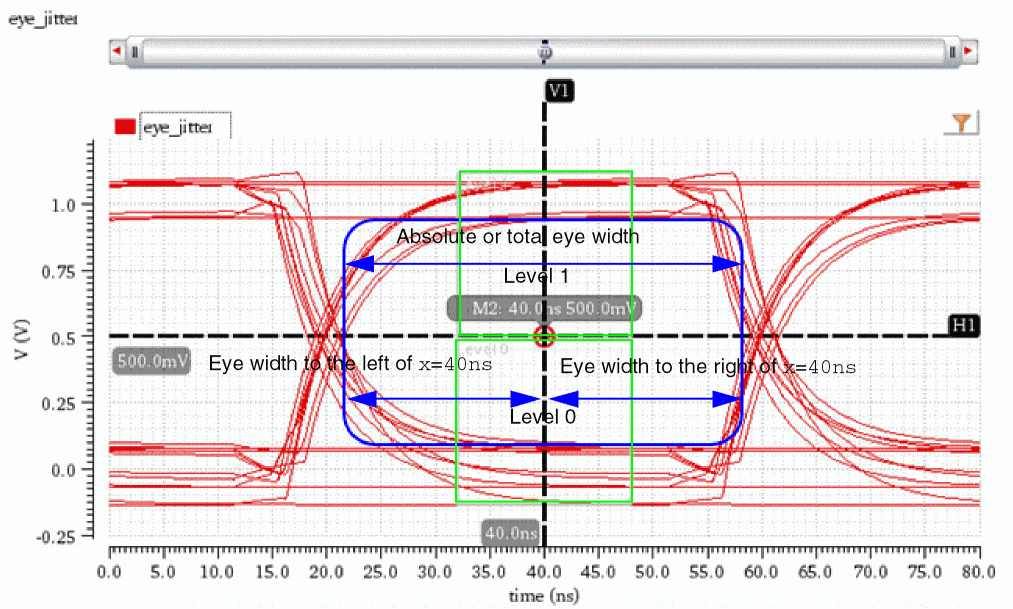 eye_jitter
V1
eye_jitter
1.0
Absolute or total eye width
0.75
Level 1
M2: 40.0ns 500.0mV
H1
0.5
Level 0
500.0mV
Eye width to the left of x=40ns
Eye width to the right of x=40ns
0.25
Level 0
0.0
40.0ns
-0.25
V (V)
0.0 5.0 10.0 15.0 20.0 25.0 30.0 35.0 40.0 45.0 50.0 55.0 60.0 65.0 70.0 75.0 80.0
time (ns)